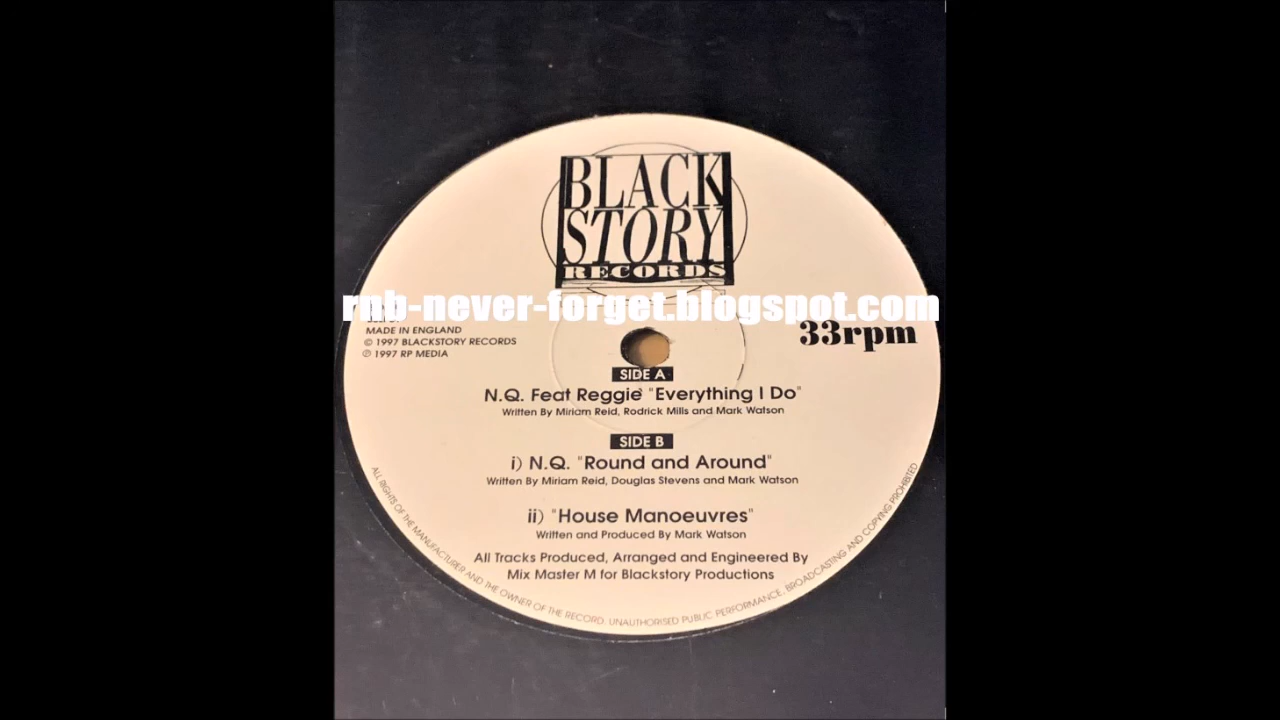 BLACK
STORY
RECORDS
rnb-never-forget.blogspot.com
33rpm
MADE IN ENGLAND
© 1997 BLACKSTORY RECORDS
℗ 1997 RP MEDIA
SIDE A
N.Q. Feat Reggie "Everything I Do"
Written By Miriam Reid, Rodrick Mills and Mark Watson
SIDE B
i) N.Q. "Round and Around"
Written By Miriam Reid, Douglas Stevens and Mark Watson
ii) "House Manoeuvres"
Written and Produced By Mark Watson
All Tracks Produced, Arranged and Engineered By
Mix Master M for Blackstory Productions
ALL RIGHTS OF THE MANUFACTURER AND THE OWNER OF THE RECORD. UNAUTHORISED PUBLIC PERFORMANCE, BROADCASTING AND COPYING PROHIBITED